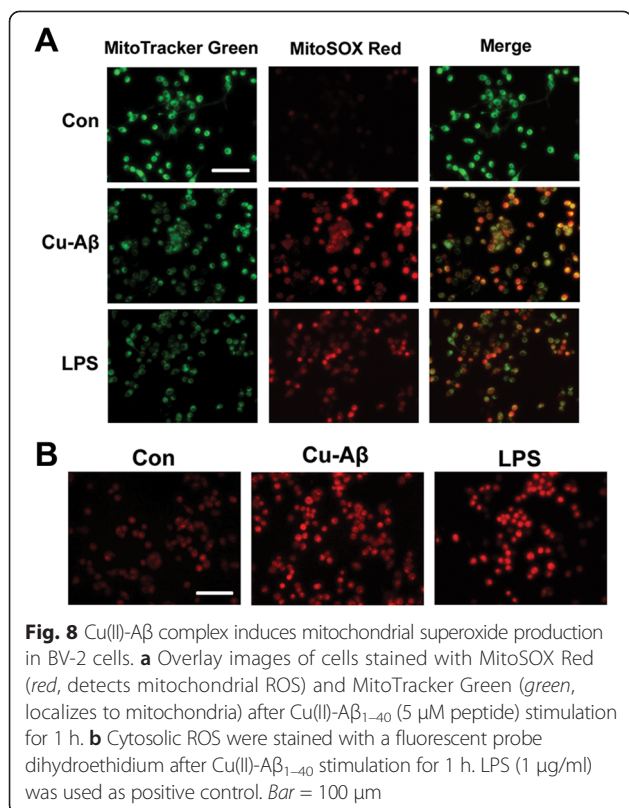 A
MitoTracker Green MitoSOX Red Merge
Con
Cu-Aβ
LPS
B
Con Cu-Aβ LPS
Fig. 8 Cu(II)-Aβ complex induces mitochondrial superoxide production
in BV-2 cells. a Overlay images of cells stained with MitoSOX Red
(red, detects mitochondrial ROS) and MitoTracker Green (green,
localizes to mitochondria) after Cu(II)-Aβ1–40 (5 μM peptide) stimulation
for 1 h. b Cytosolic ROS were stained with a fluorescent probe
dihydroethidium after Cu(II)-Aβ1–40 stimulation for 1 h. LPS (1 μg/ml)
was used as positive control. Bar = 100 μm